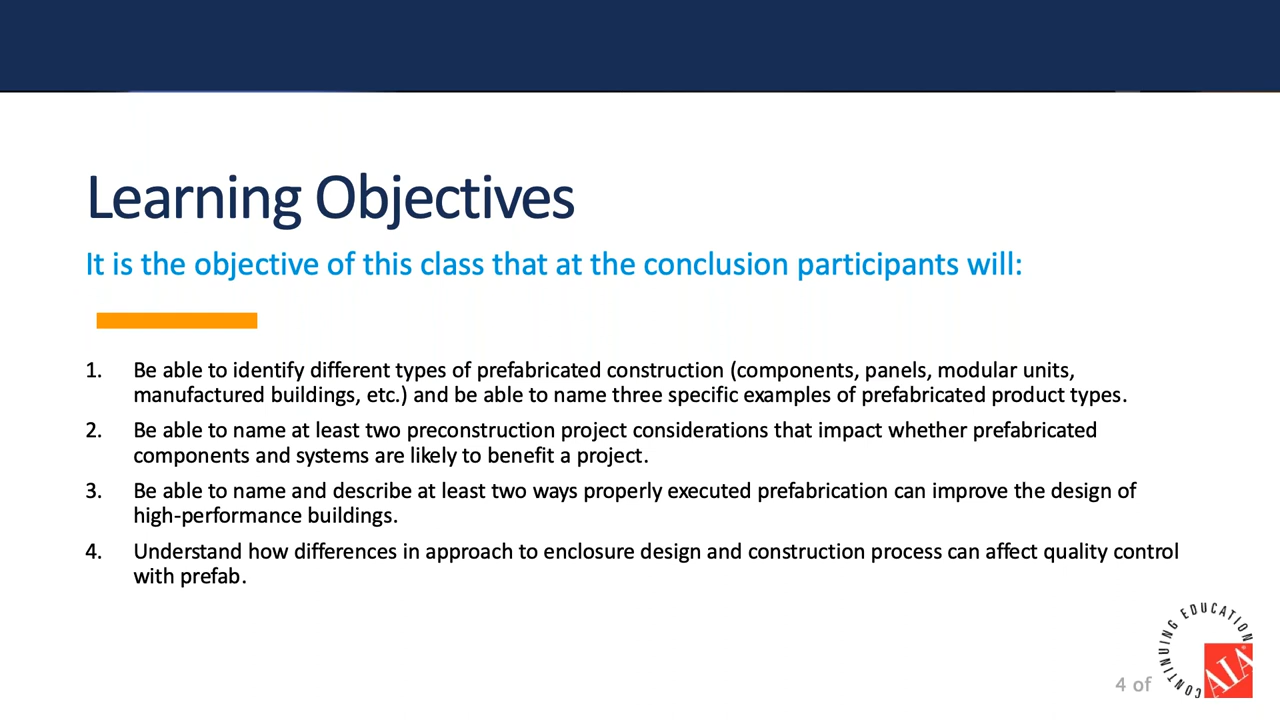 Learning Objectives
It is the objective of this class that at the conclusion participants will:
1. Be able to identify different types of prefabricated construction (components, panels, modular units,
manufactured buildings, etc.) and be able to name three specific examples of prefabricated product types.
2. Be able to name at least two preconstruction project considerations that impact whether prefabricated
components and systems are likely to benefit a project.
3. Be able to name and describe at least two ways properly executed prefabrication can improve the design of
high-performance buildings.
4. Understand how differences in approach to enclosure design and construction process can affect quality control
with prefab.
CONTINUING EDUCATION
AIA
4 of